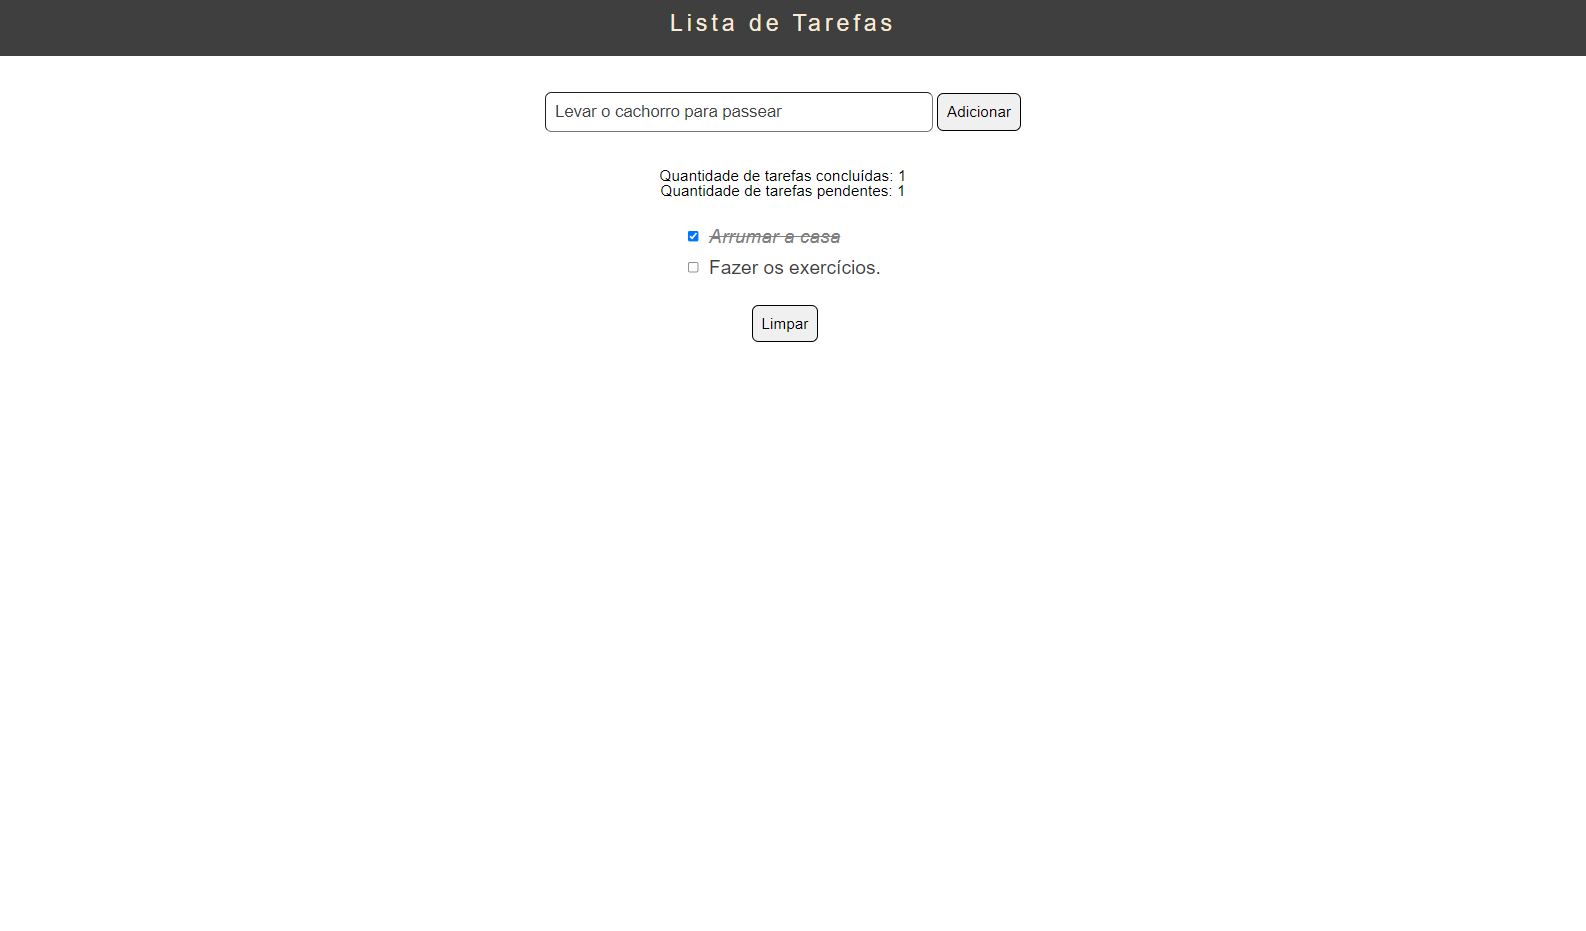 Lista de Tarefas
Levar o cachorro para passear Adicionar
Quantidade de tarefas concluídas: 1
Quantidade de tarefas pendentes: 1
Arrumar a casa
Fazer os exercícios.
Limpar